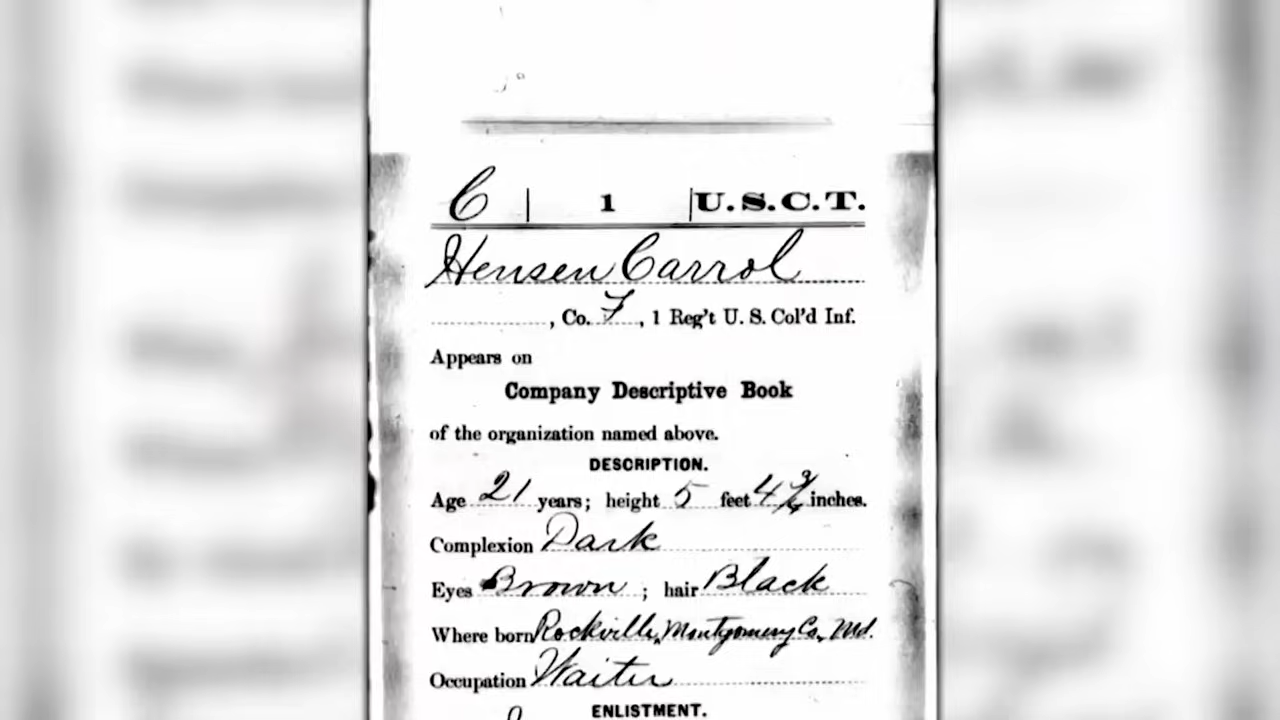 C | 1 | U.S.C.T.
Hensen Carrol
, Co. F, 1 Reg't U. S. Col'd Inf.
Appears on
Company Descriptive Book
of the organization named above.
DESCRIPTION.
Age 21 years; height 5 feet 4 3/4 inches.
Complexion Dark
Eyes Brown ; hair Black
Where born Rockville, Montgomery Co., Md.
Occupation Waiter
ENLISTMENT.